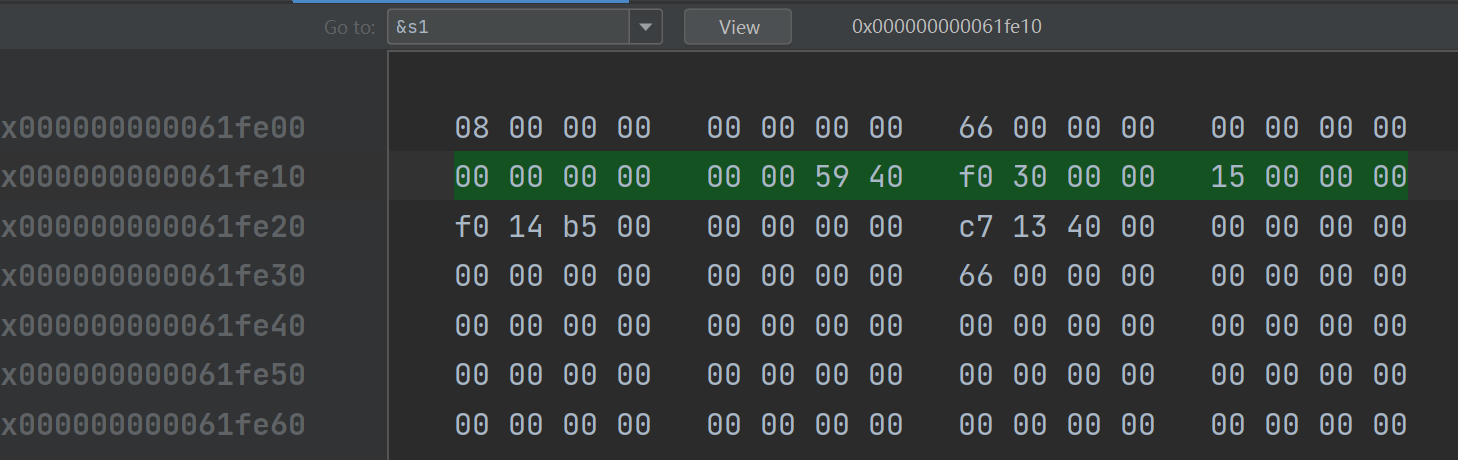 Go to: &s1 View 0x000000000061fe10
x000000000061fe00 08 00 00 00 00 00 00 00 66 00 00 00 00 00 00 00
x000000000061fe10 00 00 00 00 00 00 59 40 f0 30 00 00 15 00 00 00
x000000000061fe20 f0 14 b5 00 00 00 00 00 c7 13 40 00 00 00 00 00
x000000000061fe30 00 00 00 00 00 00 00 00 66 00 00 00 00 00 00 00
x000000000061fe40 00 00 00 00 00 00 00 00 00 00 00 00 00 00 00 00
x000000000061fe50 00 00 00 00 00 00 00 00 00 00 00 00 00 00 00 00
x000000000061fe60 00 00 00 00 00 00 00 00 00 00 00 00 00 00 00 00